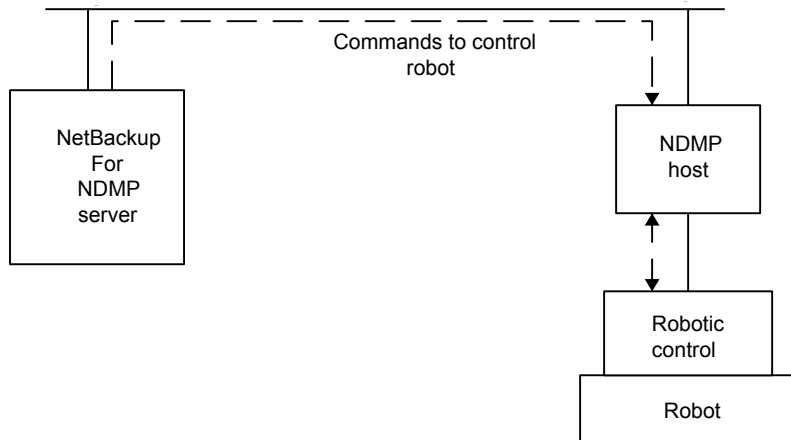 Commands to control
robot
NetBackup
For
NDMP
server
NDMP
host
Robotic
control
Robot